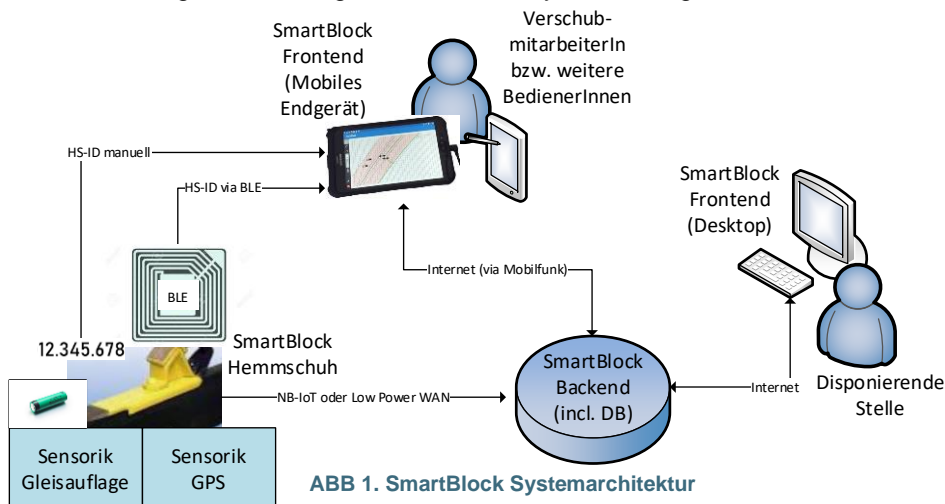 SmartBlock
Frontend
(Mobiles
Endgerät)
Verschub-
mitarbeiterIn
bzw. weitere
BedienerInnen
HS-ID manuell
HS-ID via BLE
SmartBlock
Frontend
(Desktop)
Internet (via Mobilfunk)
BLE
12.345.678
SmartBlock
Hemmschuh
NB-IoT oder Low Power WAN
SmartBlock
Backend
(incl. DB)
Internet
Disponierende
Stelle
Sensorik
Gleisauflage
Sensorik
GPS
ABB 1. SmartBlock Systemarchitektur